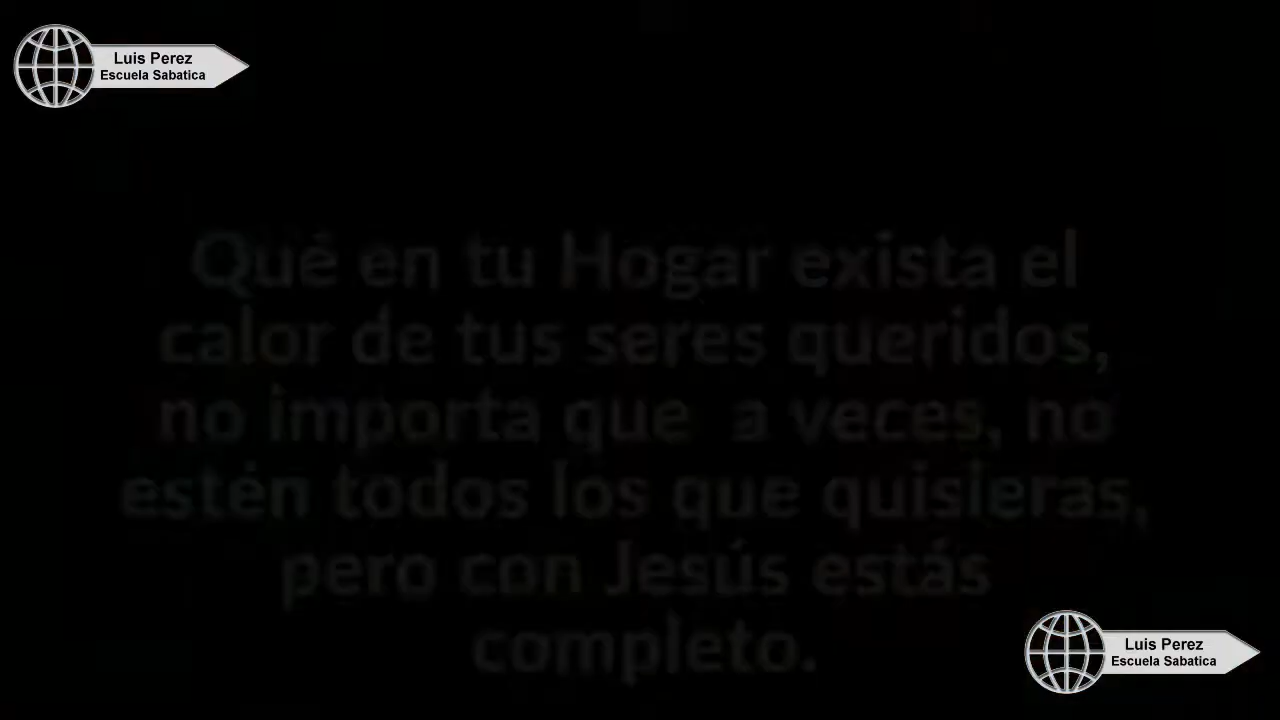 Luis Perez
Escuela Sabatica
Qué en tu Hogar exista el
calor de tus seres queridos,
no importa que a veces, no
estén todos los que quisieras,
pero con Jesús estás
completo.
Luis Perez
Escuela Sabatica